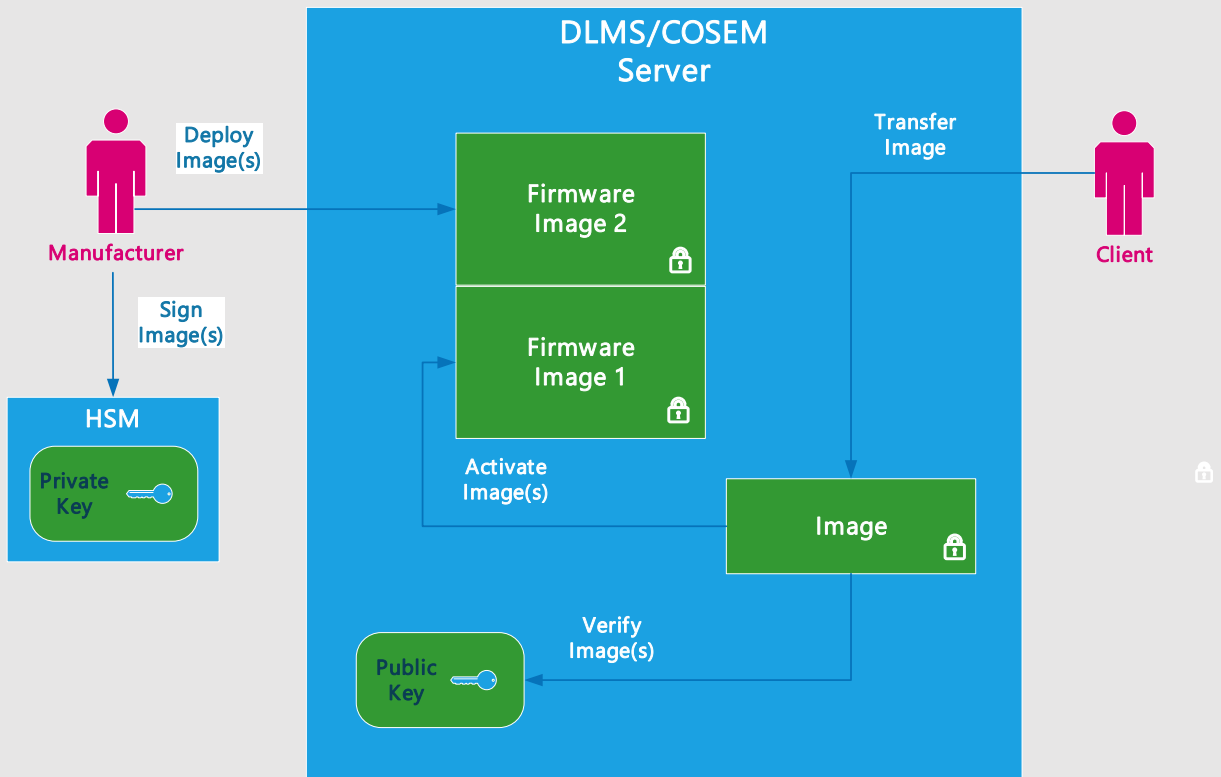 DLMS/COSEM
Server
Deploy
Image(s)
Transfer
Image
Firmware
Image 2
Manufacturer
Client
Sign
Image(s)
Firmware
Image 1
HSM
Private
Key
Activate
Image(s)
Image
Verify
Image(s)
Public
Key